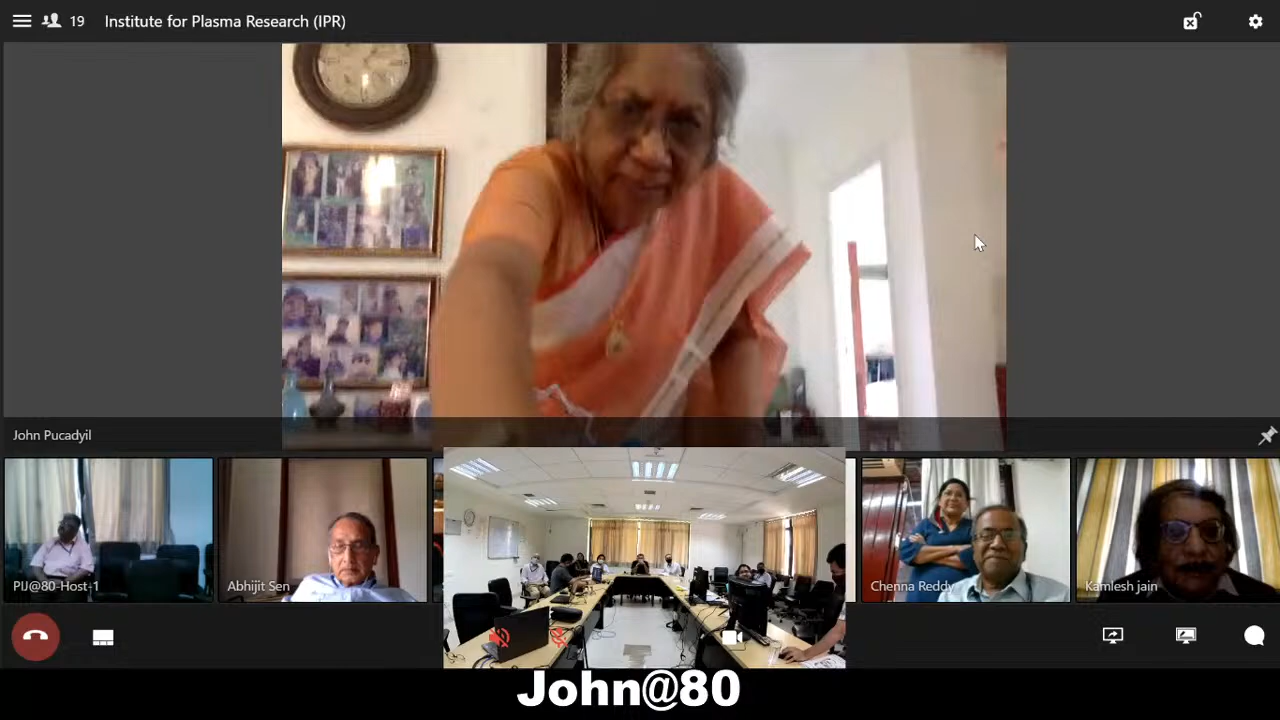 19 Institute for Plasma Research (IPR)
John Pucadyil
PIJ@80-Host-1
Abhijit Sen
Chenna Reddy
Kamlesh jain
John@80